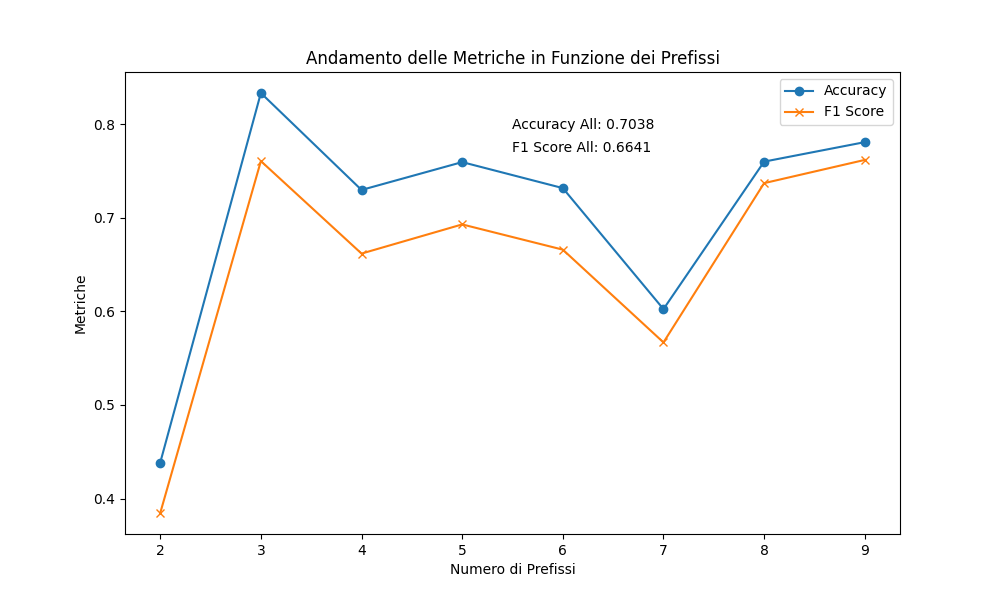 Andamento delle Metriche in Funzione dei Prefissi
Accuracy
F1 Score
Accuracy All: 0.7038
F1 Score All: 0.6641
0.8
0.7
0.6
0.5
0.4
Metriche
2 3 4 5 6 7 8 9
Numero di Prefissi